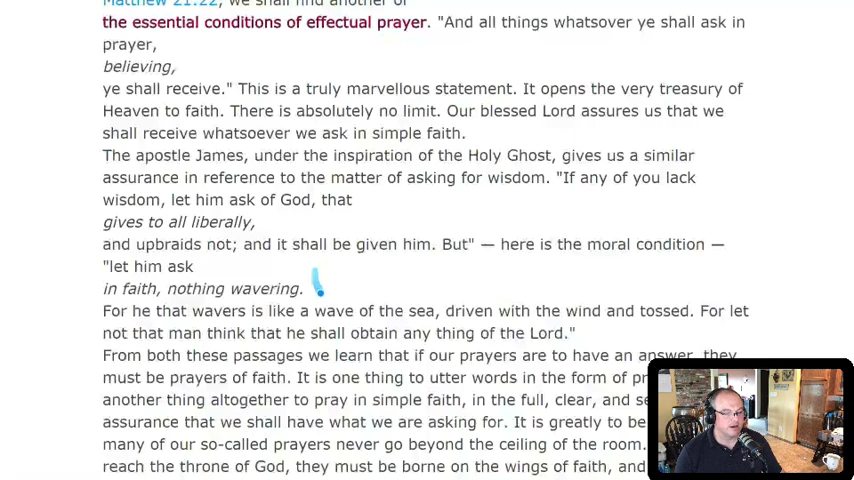 Matthew 21:22, we shall find another of
the essential conditions of effectual prayer. "And all things whatsover ye shall ask in
prayer,
believing,
ye shall receive." This is a truly marvellous statement. It opens the very treasury of
Heaven to faith. There is absolutely no limit. Our blessed Lord assures us that we
shall receive whatsoever we ask in simple faith.
The apostle James, under the inspiration of the Holy Ghost, gives us a similar
assurance in reference to the matter of asking for wisdom. "If any of you lack
wisdom, let him ask of God, that
gives to all liberally,
and upbraids not; and it shall be given him. But" — here is the moral condition —
"let him ask
in faith, nothing wavering.
For he that wavers is like a wave of the sea, driven with the wind and tossed. For let
not that man think that he shall obtain any thing of the Lord."
From both these passages we learn that if our prayers are to have an answer, they
must be prayers of faith. It is one thing to utter words in the form of
another thing altogether to pray in simple faith, in the full, clear, and
assurance that we shall have what we are asking for. It is greatly to be
many of our so-called prayers never go beyond the ceiling of the room.
reach the throne of God, they must be borne on the wings of faith, and